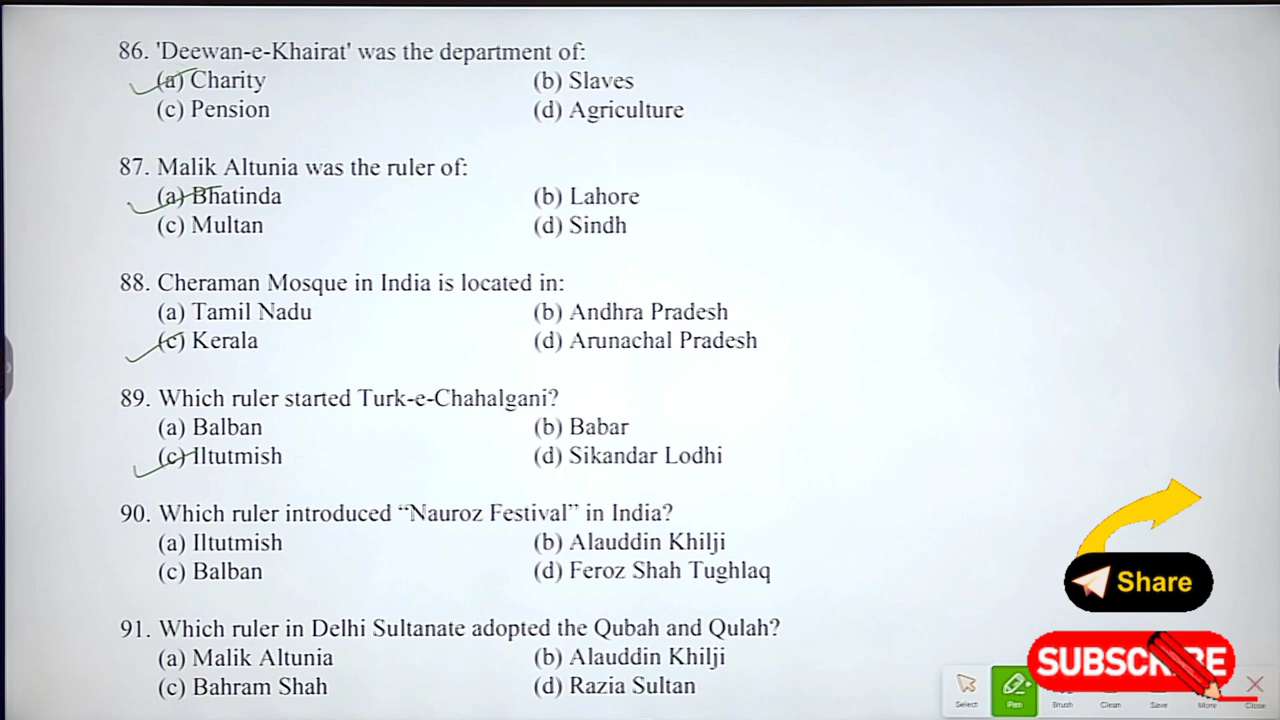 86. 'Deewan-e-Khairat' was the department of:
(a) Charity (b) Slaves
(c) Pension (d) Agriculture
87. Malik Altunia was the ruler of:
(a) Bhatinda (b) Lahore
(c) Multan (d) Sindh
88. Cheraman Mosque in India is located in:
(a) Tamil Nadu (b) Andhra Pradesh
(c) Kerala (d) Arunachal Pradesh
89. Which ruler started Turk-e-Chahalgani?
(a) Balban (b) Babar
(c) Iltutmish (d) Sikandar Lodhi
90. Which ruler introduced “Nauroz Festival” in India?
(a) Iltutmish (b) Alauddin Khilji
(c) Balban (d) Feroz Shah Tughlaq
Share
91. Which ruler in Delhi Sultanate adopted the Qubah and Qulah?
(a) Malik Altunia (b) Alauddin Khilji
(c) Bahram Shah (d) Razia Sultan
SUBSCRIBE
Select Pen Brush Clean Save More Close